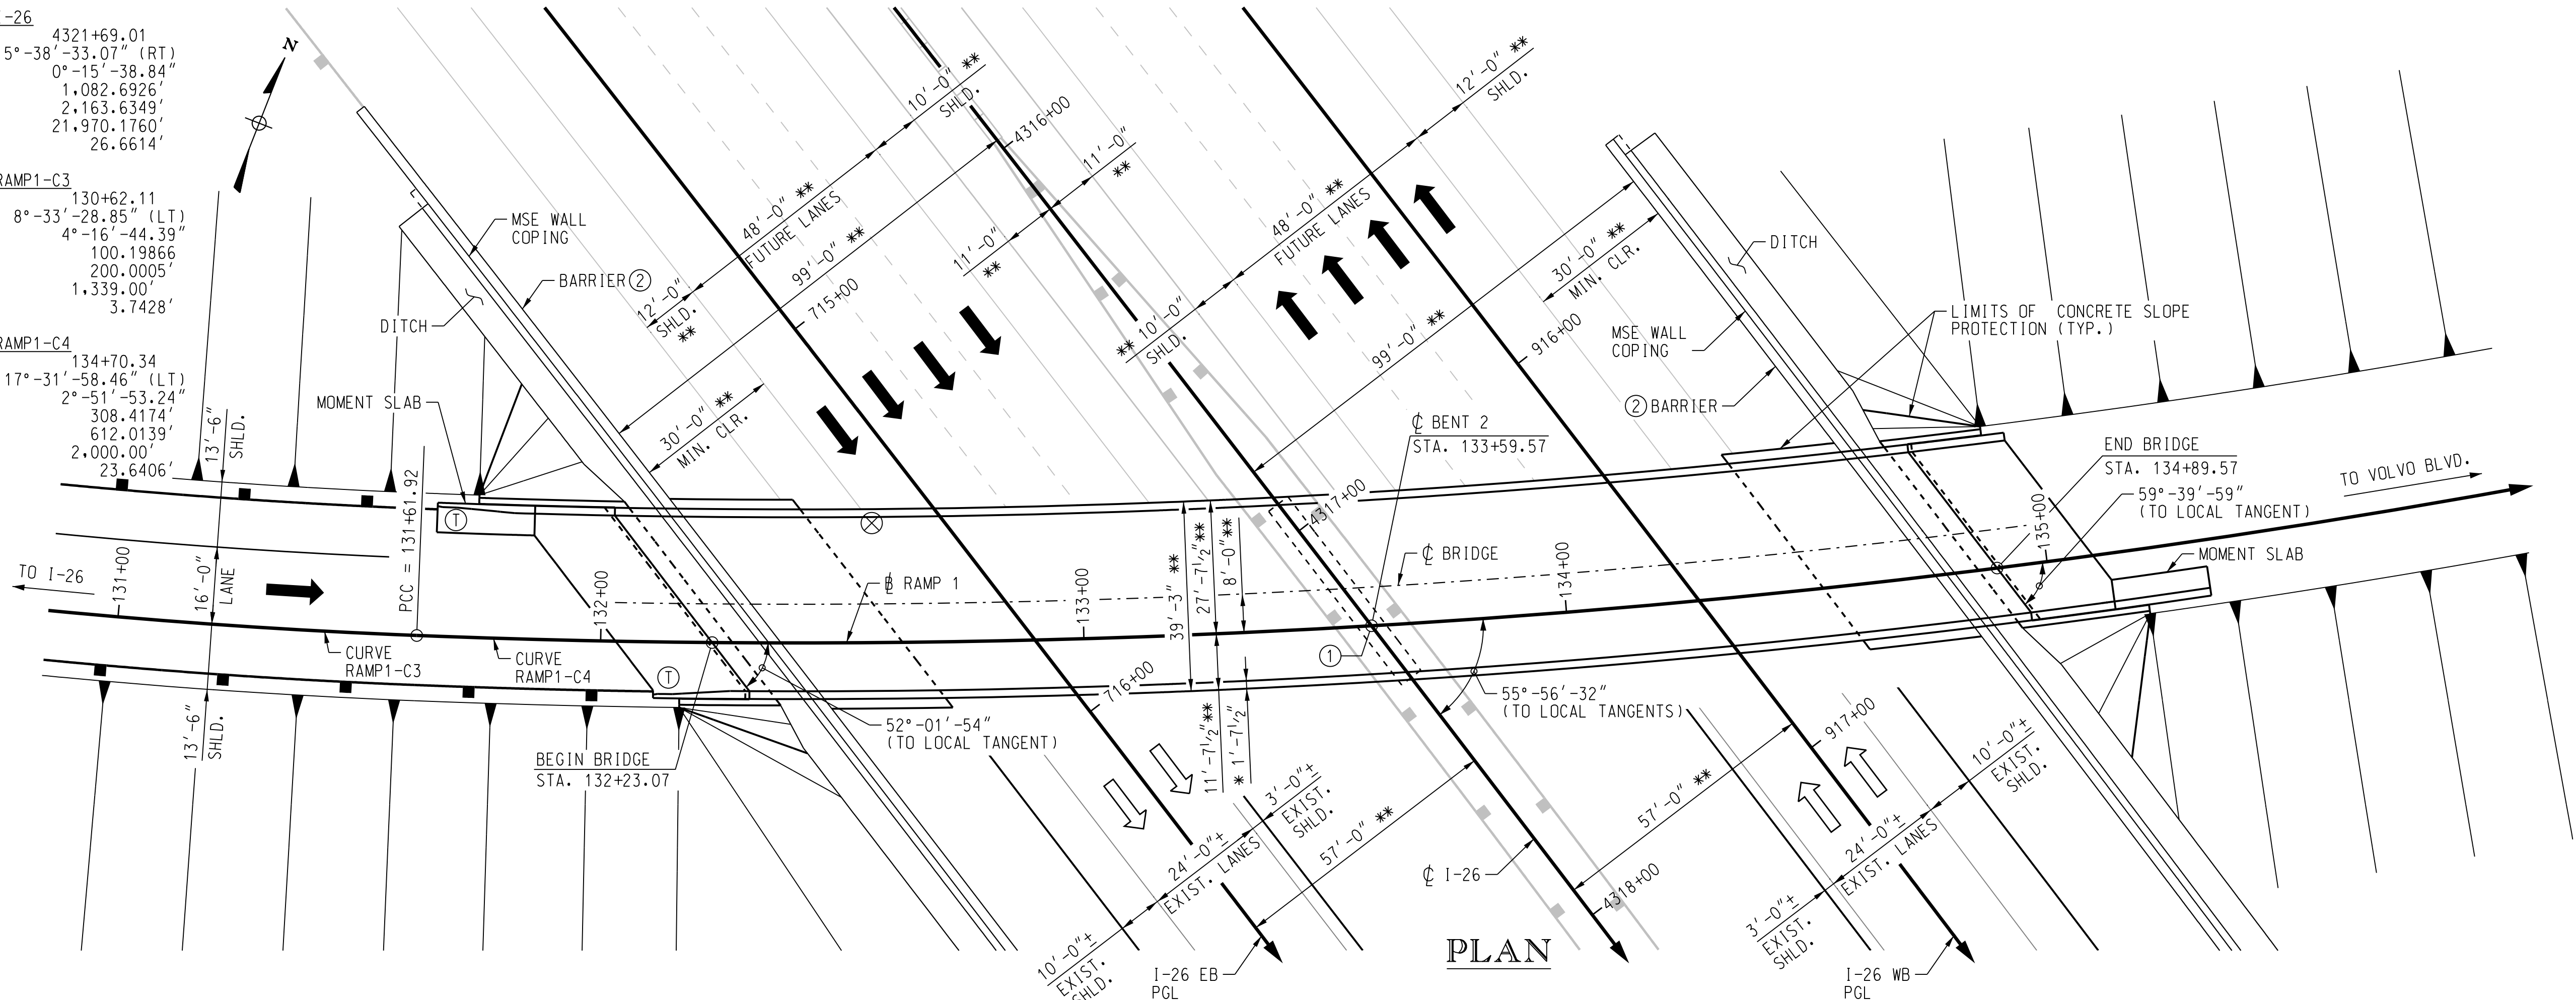 -26
4321+69.01
5°-38'-33.07" (RT)
0°-15'-38.84"
1,082.6926'
2,163.6349'
21,970.1760'
26.6614'
RAMP1-C3
130+62.11
8°-33'-28.85" (LT)
4°-16'-44.39"
100.19866
200.0005'
1,339.00'
3.7428'
RAMP1-C4
134+70.34
17°-31'-58.46" (LT)
2°-51'-53.24"
308.4174'
612.0139'
2,000.00'
23.6406'
N
MSE WALL
COPING
BARRIER 2
DITCH
MOMENT SLAB
13'-6"
SHLD.
PCC = 131+61.92
T
131+00
TO I-26
16'-0"
LANE
132+00
CURVE
RAMP1-C3
CURVE
RAMP1-C4
T
13'-6"
SHLD.
BEGIN BRIDGE
STA. 132+23.07
52°-01'-54"
(TO LOCAL TANGENT)
₿ RAMP 1
133+00
12'-0"
SHLD.
**
48'-0" **
FUTURE LANES
10'-0" **
SHLD.
99'-0" **
715+00
30'-0" **
MIN. CLR.
4316+00
11'-0"
**
11'-0"
**
** 10'-0"
SHLD.
48'-0" **
FUTURE LANES
12'-0" **
SHLD.
99'-0" **
30'-0" **
MIN. CLR.
916+00
MSE WALL
COPING
2 BARRIER
DITCH
LIMITS OF CONCRETE SLOPE
PROTECTION (TYP.)
℄ BENT 2
STA. 133+59.57
4317+00
END BRIDGE
STA. 134+89.57
59°-39'-59"
(TO LOCAL TANGENT)
TO VOLVO BLVD.
135+00
MOMENT SLAB
℄ BRIDGE
134+00
39'-3" **
27'-7½"**
8'-0"**
11'-7½"**
* 1'-7½"
1
55°-56'-32"
(TO LOCAL TANGENTS)
716+00
917+00
10'-0"±
EXIST.
SHLD.
24'-0"±
EXIST. LANES
3'-0"±
EXIST.
SHLD.
57'-0" **
57'-0" **
℄ I-26
4318+00
3'-0"±
EXIST.
SHLD.
24'-0"±
EXIST. LANES
10'-0"±
EXIST.
SHLD.
I-26 EB
PGL
PLAN
I-26 WB
PGL